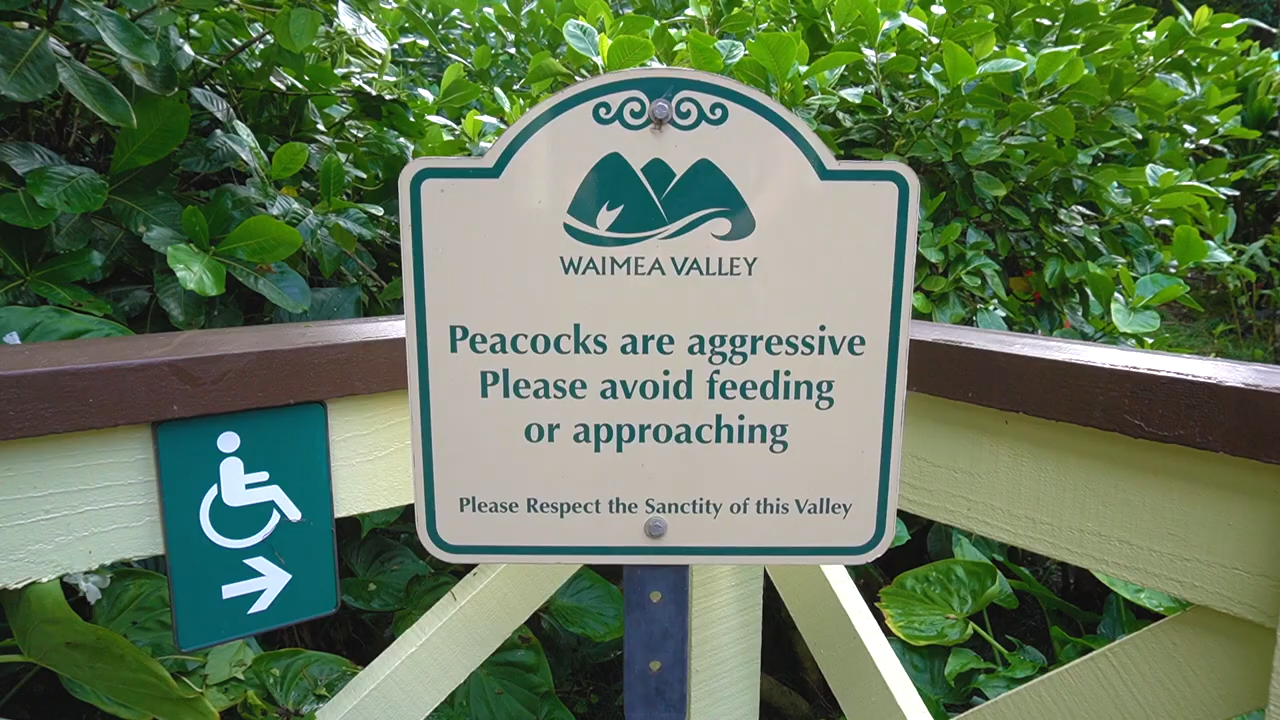 WAIMEA VALLEY
Peacocks are aggressive
Please avoid feeding
or approaching
Please Respect the Sanctity of this Valley